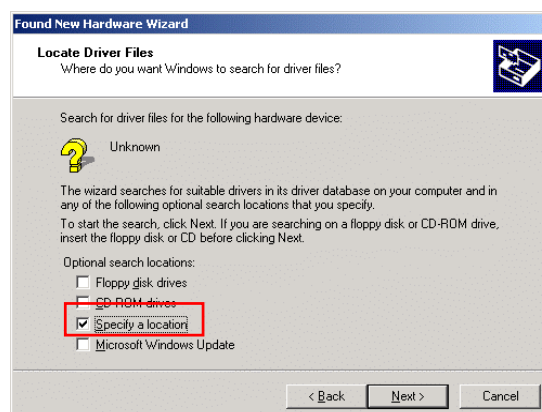 Found New Hardware Wizard
Locate Driver Files
Where do you want Windows to search for driver files?
Search for driver files for the following hardware device:
Unknown
The wizard searches for suitable drivers in its driver database on your computer and in
any of the following optional search locations that you specify.
To start the search, click Next. If you are searching on a floppy disk or CD-ROM drive,
insert the floppy disk or CD before clicking Next.
Optional search locations:
Floppy disk drives
CD-ROM drives
Specify a location
Microsoft Windows Update
< Back
Next >
Cancel